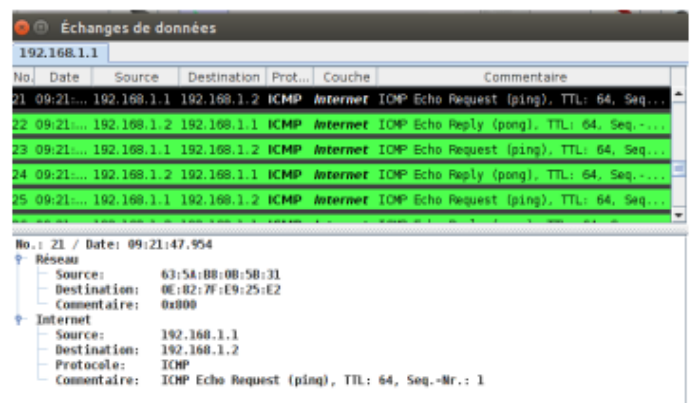 Échanges de données
192.168.1.1
No. Date Source Destination Prot... Couche Commentaire
21 09:21:... 192.168.1.1 192.168.1.2 ICMP Internet ICMP Echo Request (ping), TTL: 64, Seq...
22 09:21:... 192.168.1.2 192.168.1.1 ICMP Internet ICMP Echo Reply (pong), TTL: 64, Seq.-...
23 09:21:... 192.168.1.1 192.168.1.2 ICMP Internet ICMP Echo Request (ping), TTL: 64, Seq...
24 09:21:... 192.168.1.2 192.168.1.1 ICMP Internet ICMP Echo Reply (pong), TTL: 64, Seq.-...
25 09:21:... 192.168.1.1 192.168.1.2 ICMP Internet ICMP Echo Request (ping), TTL: 64, Seq...
No.: 21 / Date: 09:21:47.954
Réseau
Source: 63:5A:B8:0B:5B:31
Destination: 0E:82:7F:E9:25:E2
Commentaire: 0x800
Internet
Source: 192.168.1.1
Destination: 192.168.1.2
Protocole: ICMP
Commentaire: ICMP Echo Request (ping), TTL: 64, Seq.-Nr.: 1